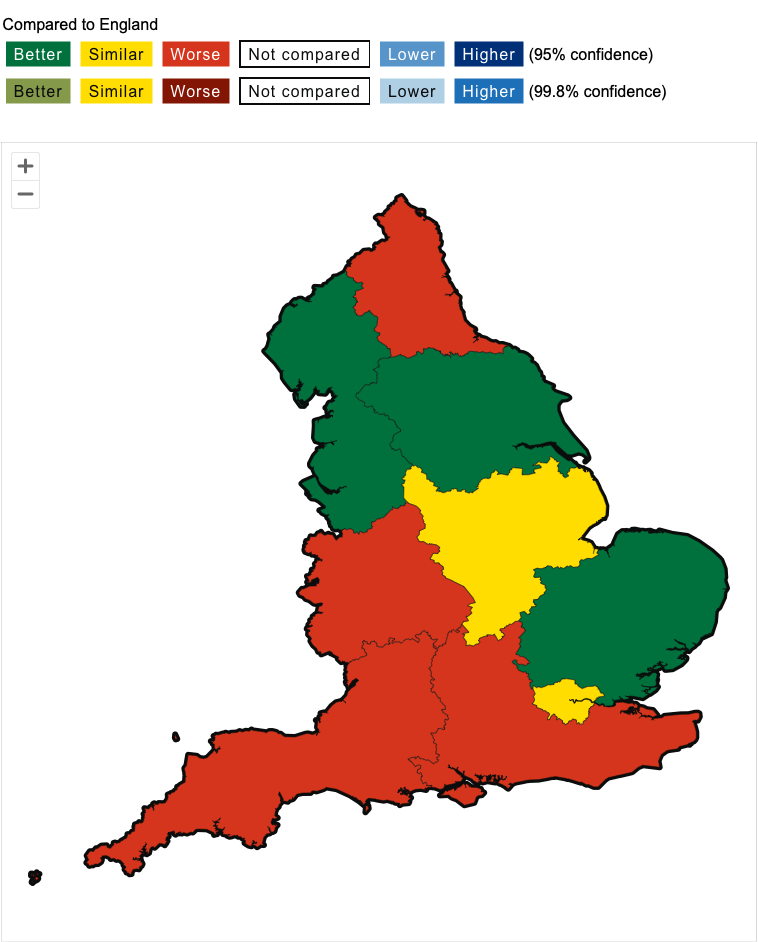 Compared to England
Better Similar Worse Not compared Lower Higher (95% confidence)
Better Similar Worse Not compared Lower Higher (99.8% confidence)
+
−